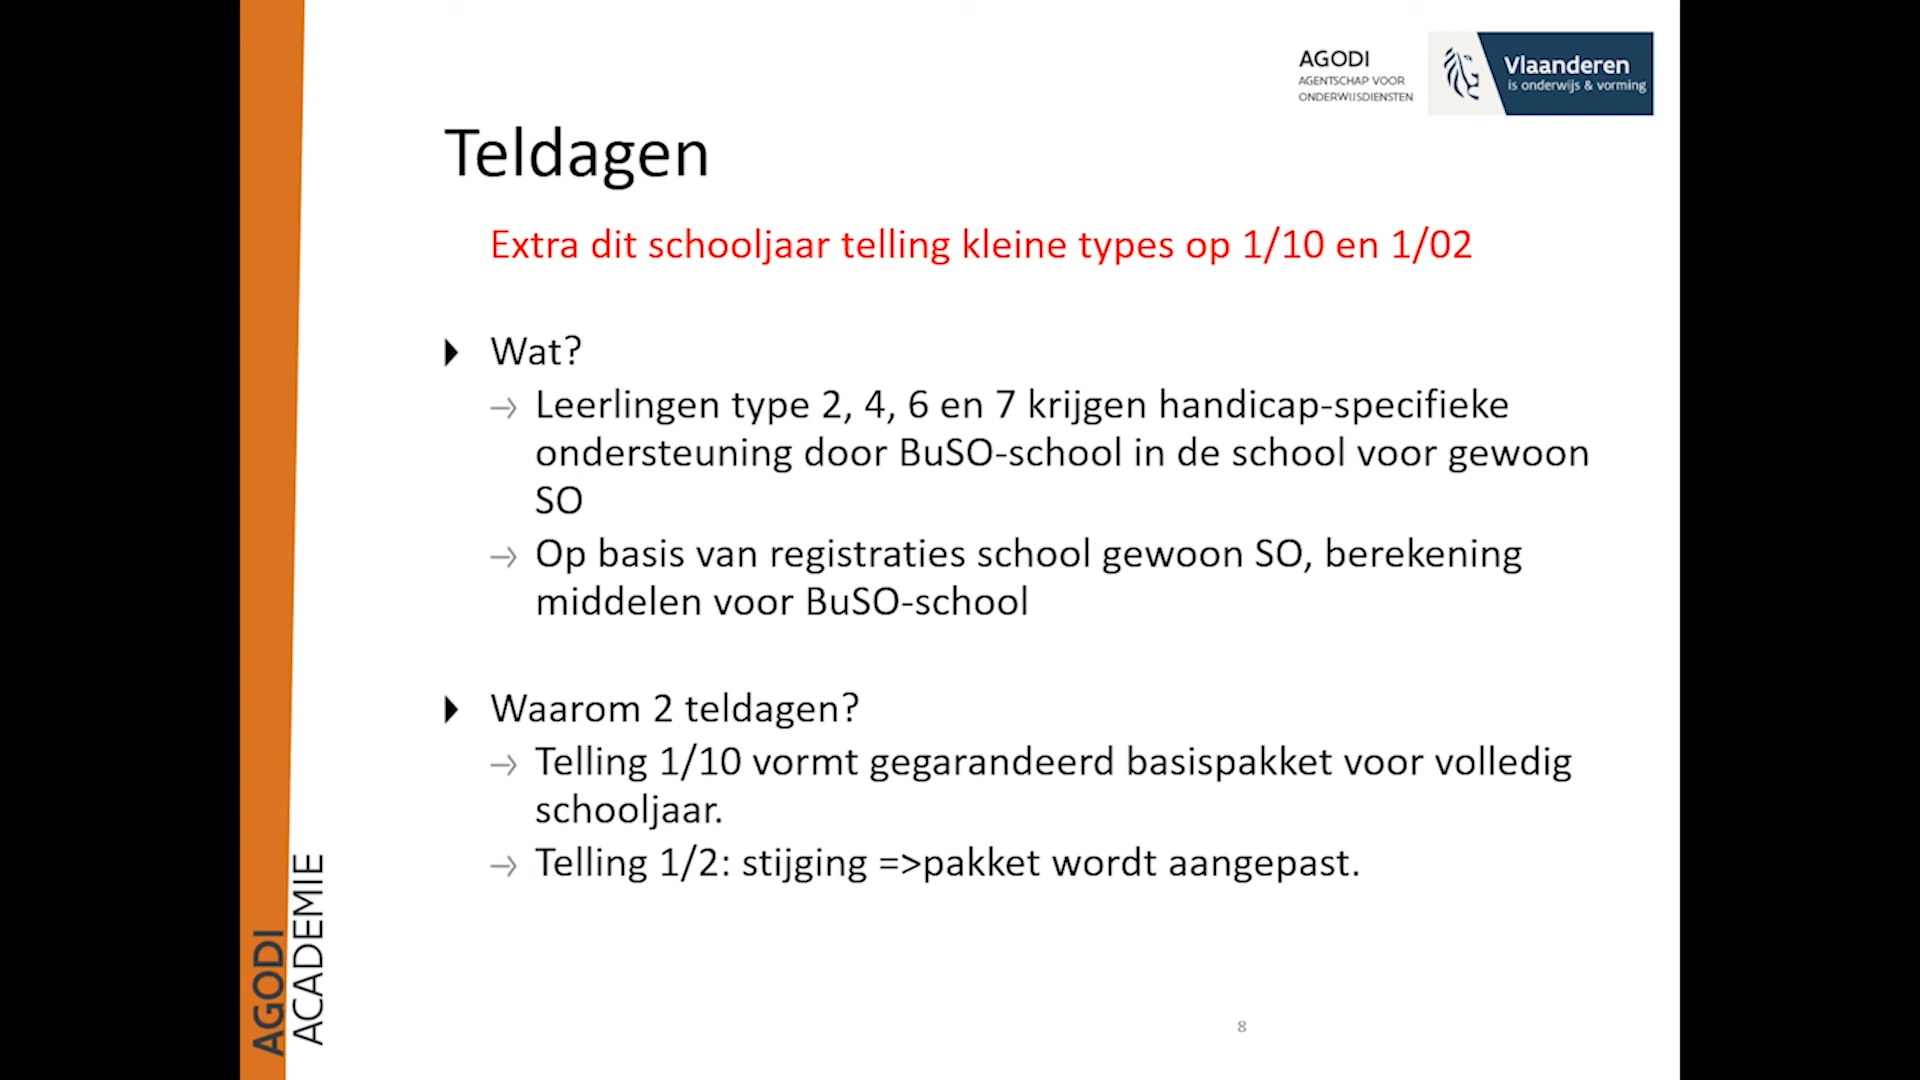 AGODI
AGENTSCHAP VOOR
ONDERWIJSDIENSTEN
Vlaanderen
is onderwijs & vorming
Teldagen
Extra dit schooljaar telling kleine types op 1/10 en 1/02
Wat?
Leerlingen type 2, 4, 6 en 7 krijgen handicap-specifieke
ondersteuning door BuSO-school in de school voor gewoon
SO
Op basis van registraties school gewoon SO, berekening
middelen voor BuSO-school
Waarom 2 teldagen?
Telling 1/10 vormt gegarandeerd basispakket voor volledig
schooljaar.
Telling 1/2: stijging =>pakket wordt aangepast.
AGODI
ACADEMIE
8